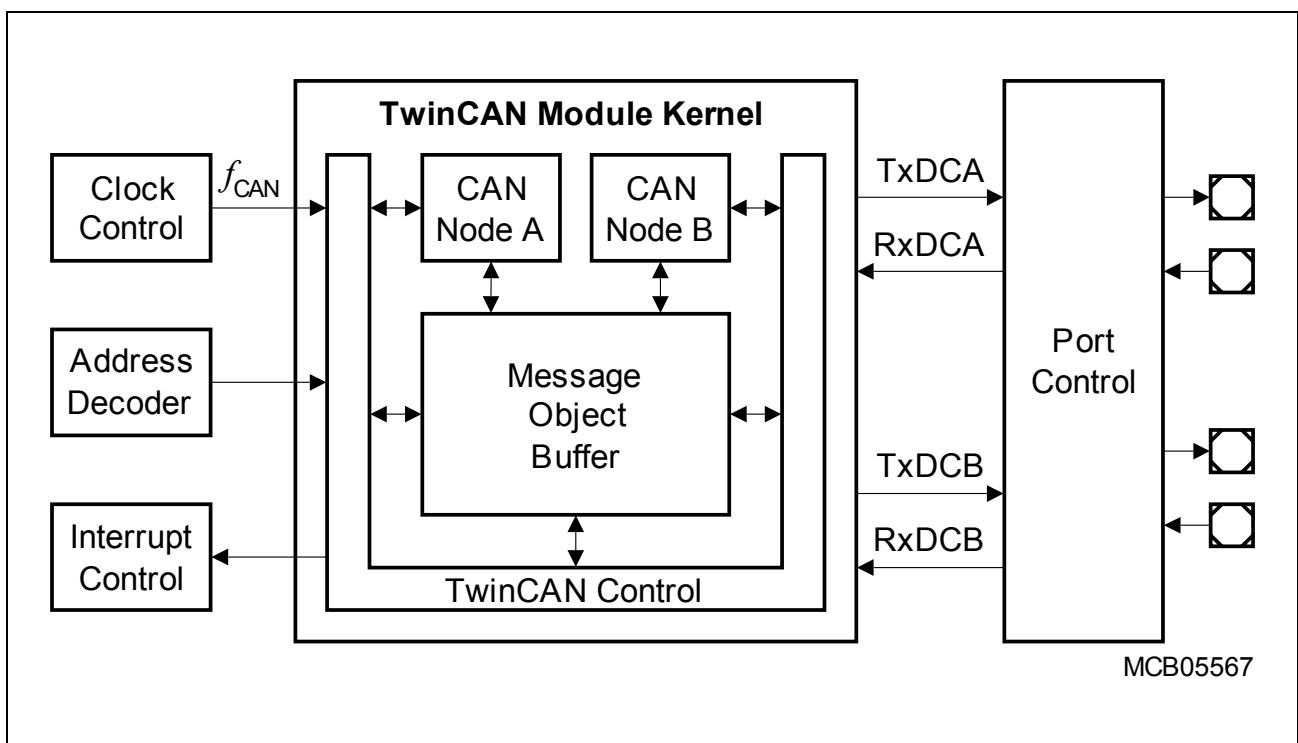 TwinCAN Module Kernel
Clock
Control
fCAN
CAN
Node A
CAN
Node B
TxDCA
RxDCA
Address
Decoder
Message
Object
Buffer
Port
Control
Interrupt
Control
TxDCB
RxDCB
TwinCAN Control
MCB05567